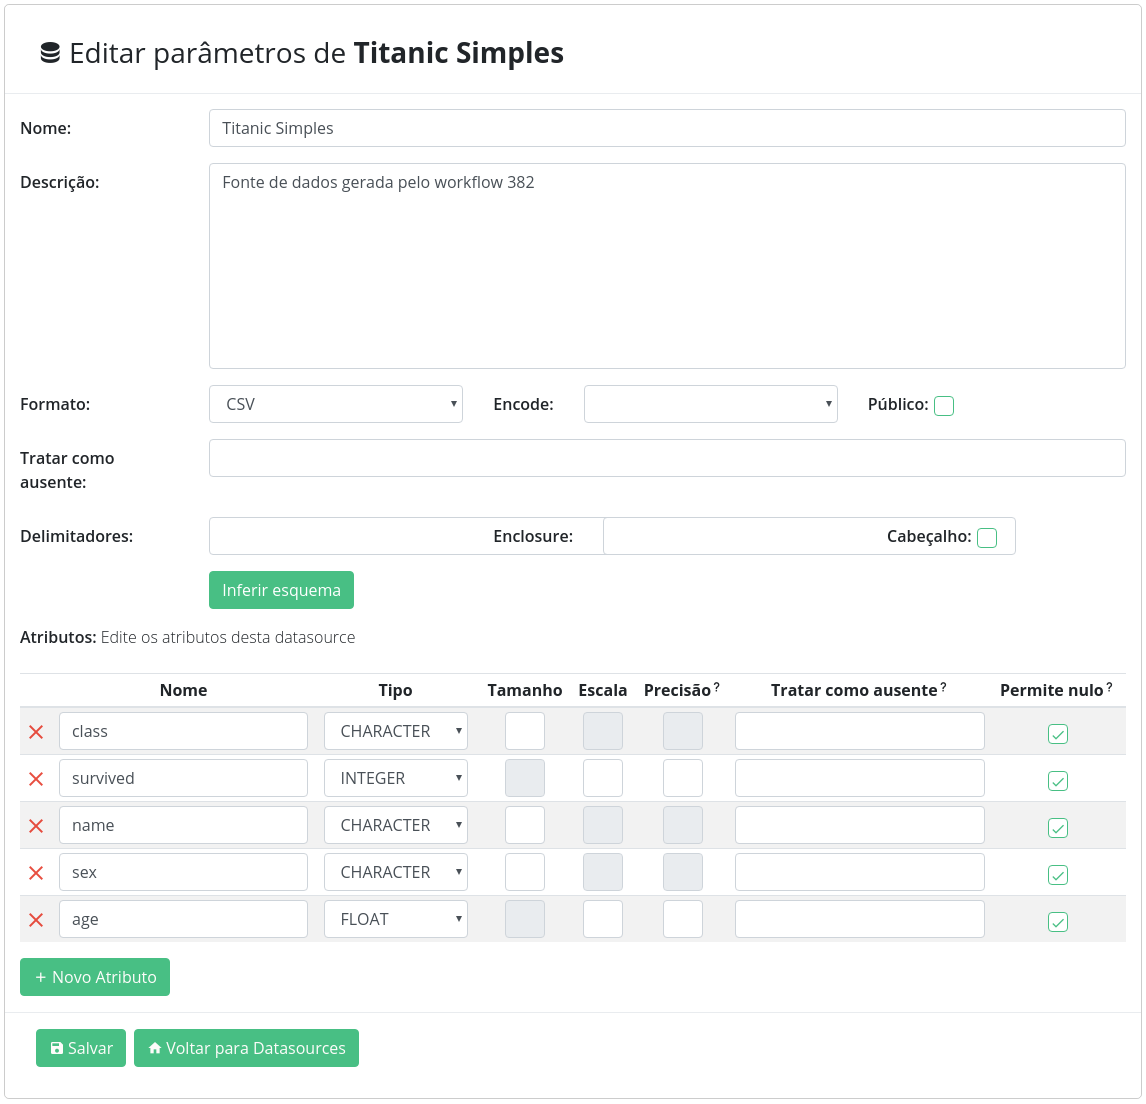 Editar parâmetros de Titanic Simples
Nome: Titanic Simples
Descrição: Fonte de dados gerada pelo workflow 382
Formato: CSV Encode: Público:
Tratar como
ausente:
Delimitadores: Enclosure: Cabeçalho:
Inferir esquema
Atributos: Edite os atributos desta datasource
Nome Tipo Tamanho Escala Precisão? Tratar como ausente? Permite nulo?
class CHARACTER
survived INTEGER
name CHARACTER
sex CHARACTER
age FLOAT
+ Novo Atributo
Salvar Voltar para Datasources